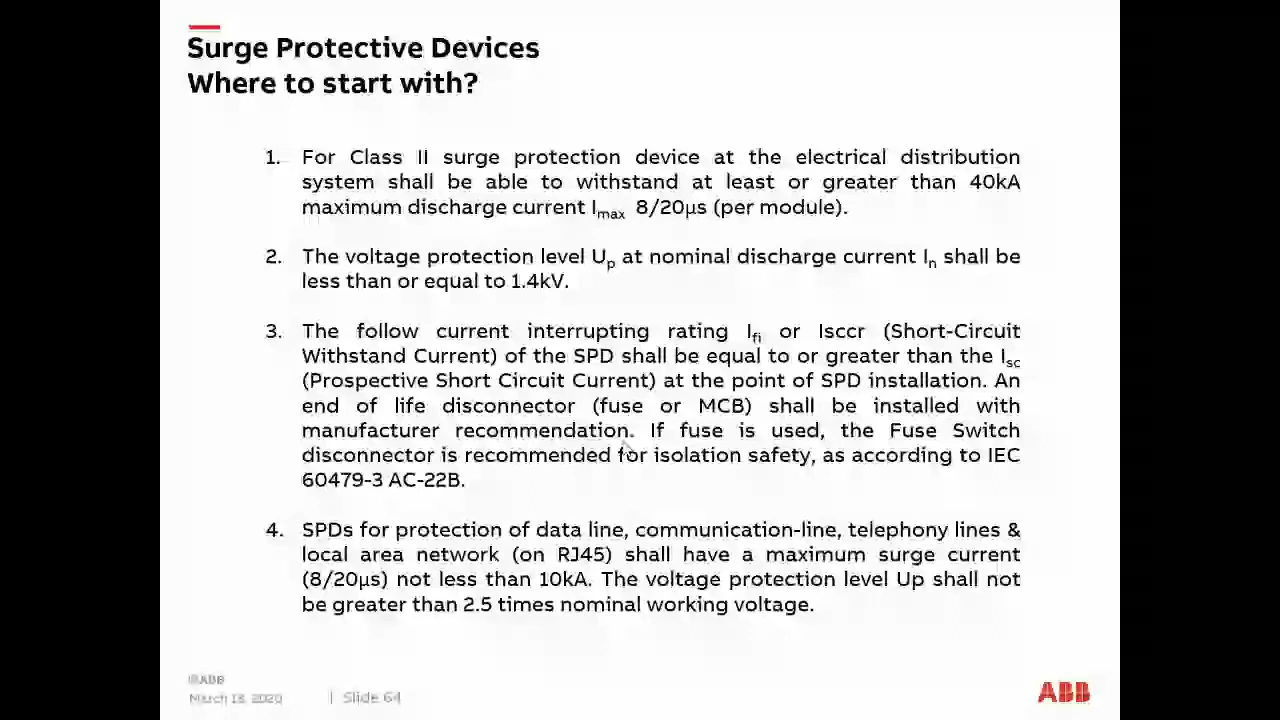 Surge Protective Devices
Where to start with?
1. For Class II surge protection device at the electrical distribution
system shall be able to withstand at least or greater than 40kA
maximum discharge current Imax 8/20µs (per module).
2. The voltage protection level Up at nominal discharge current In shall be
less than or equal to 1.4kV.
3. The follow current interrupting rating Ifi or Isccr (Short-Circuit
Withstand Current) of the SPD shall be equal to or greater than the Isc
(Prospective Short Circuit Current) at the point of SPD installation. An
end of life disconnector (fuse or MCB) shall be installed with
manufacturer recommendation. If fuse is used, the Fuse Switch
disconnector is recommended for isolation safety, as according to IEC
60479-3 AC-22B.
4. SPDs for protection of data line, communication-line, telephony lines &
local area network (on RJ45) shall have a maximum surge current
(8/20µs) not less than 10kA. The voltage protection level Up shall not
be greater than 2.5 times nominal working voltage.
©ABB
March 18, 2020 | Slide 64
ABB